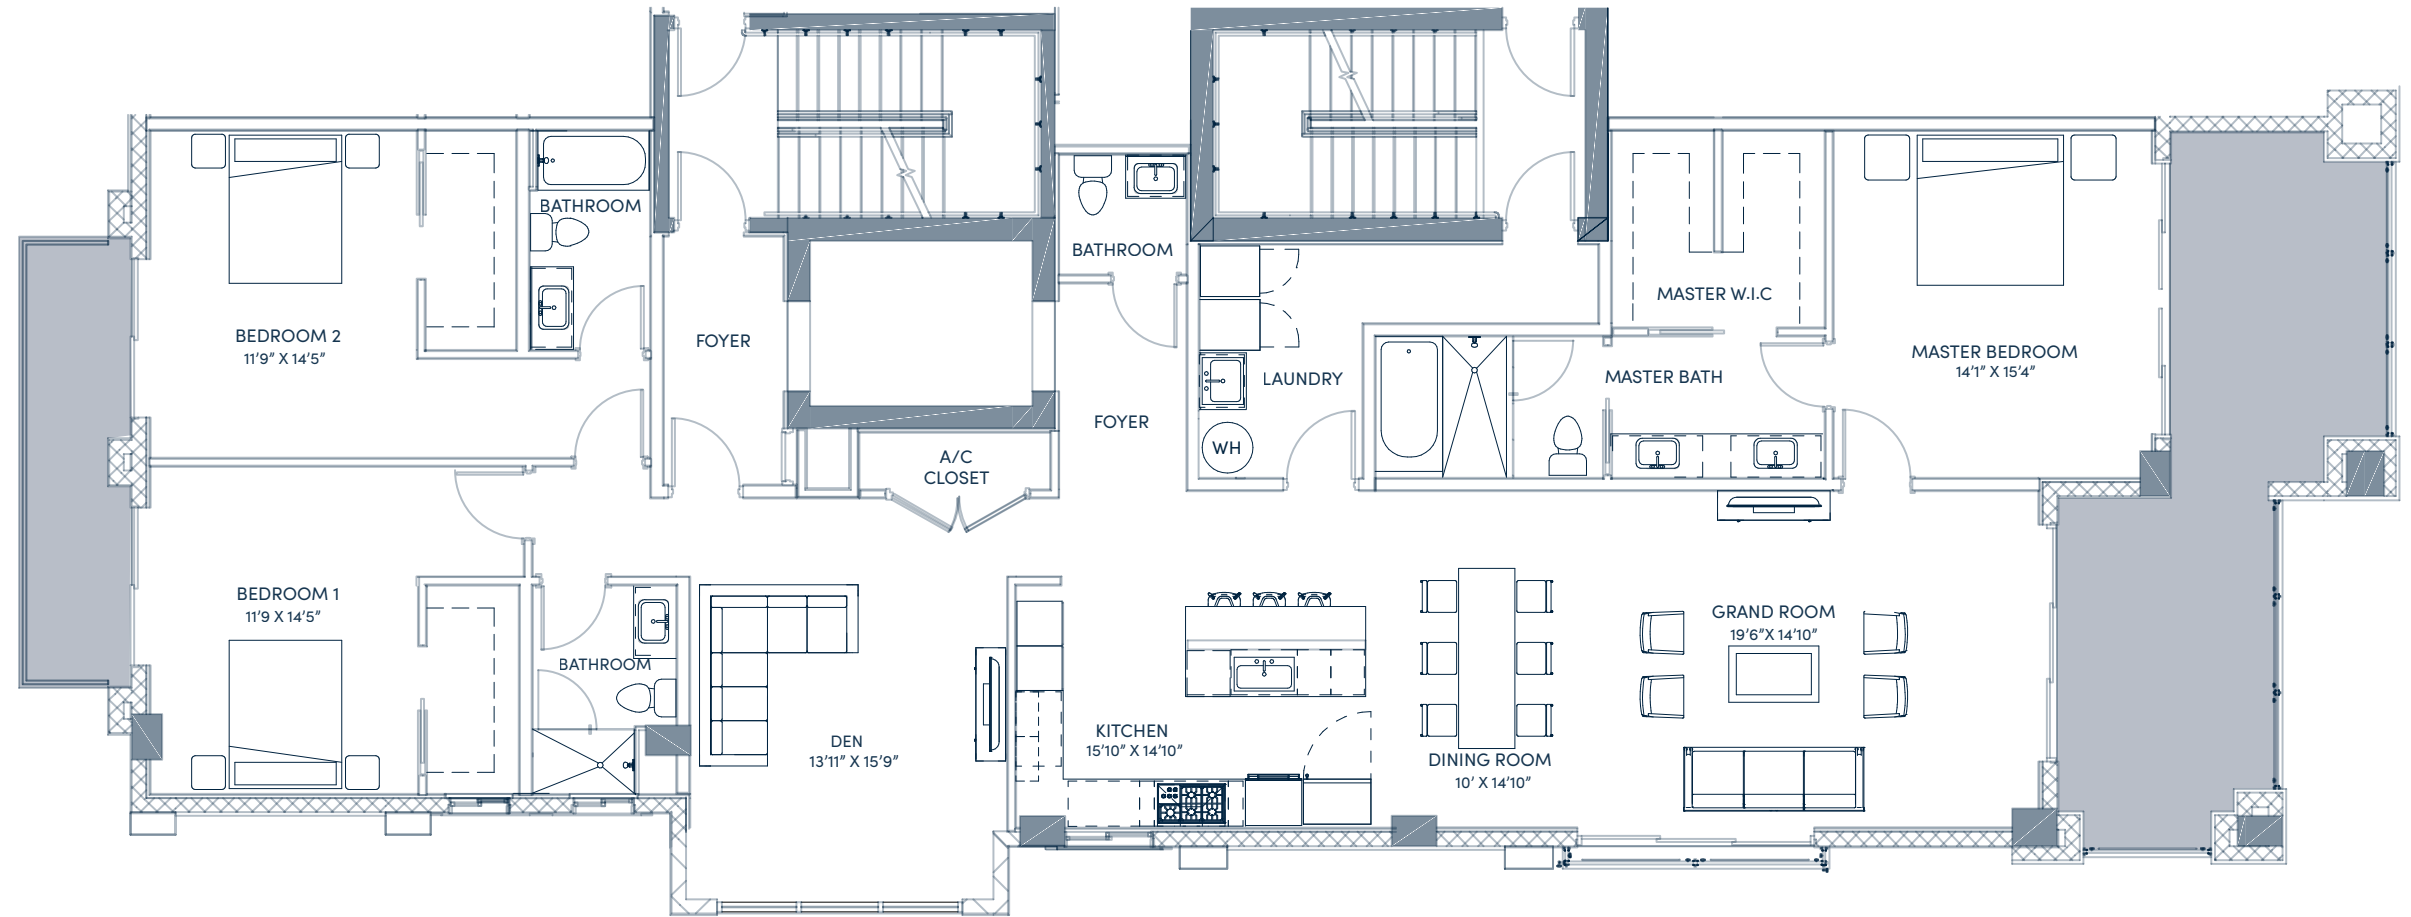 BATHROOM
BATHROOM
MASTER W.I.C
BEDROOM 2
11'9" X 14'5"
FOYER
MASTER BEDROOM
14'1" X 15'4"
LAUNDRY
MASTER BATH
FOYER
WH
A/C
CLOSET
BEDROOM 1
11'9 X 14'5"
GRAND ROOM
19'6"X 14'10"
BATHROOM
KITCHEN
15'10" X 14'10"
DEN
13'11" X 15'9"
DINING ROOM
10' X 14'10"